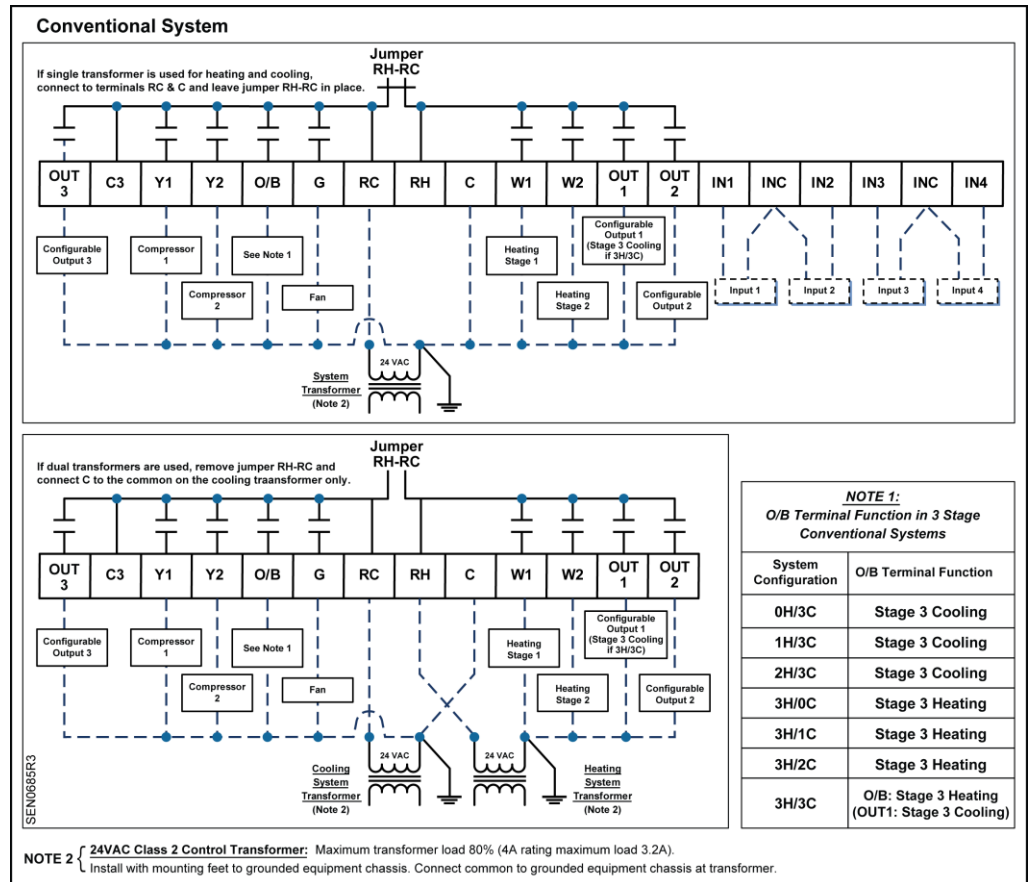 Conventional System
Jumper
RH-RC
If single transformer is used for heating and cooling,
connect to terminals RC & C and leave jumper RH-RC in place.
OUT 3 C3 Y1 Y2 O/B G RC RH C W1 W2 OUT 1 OUT 2 IN1 INC IN2 IN3 INC IN4
Configurable
Output 3
Compressor
1
Compressor
2
See Note 1
Fan
Heating
Stage 1
Heating
Stage 2
Configurable
Output 1
(Stage 3 Cooling
if 3H/3C)
Configurable
Output 2
Input 1
Input 2
Input 3
Input 4
24 VAC
System
Transformer
(Note 2)
Jumper
RH-RC
If dual transformers are used, remove jumper RH-RC and
connect C to the common on the cooling traansformer only.
OUT 3 C3 Y1 Y2 O/B G RC RH C W1 W2 OUT 1 OUT 2
Configurable
Output 3
Compressor
1
Compressor
2
See Note 1
Fan
Heating
Stage 1
Heating
Stage 2
Configurable
Output 1
(Stage 3 Cooling
if 3H/3C)
Configurable
Output 2
24 VAC
24 VAC
Cooling
System
Transformer
(Note 2)
Heating
System
Transformer
(Note 2)
SEN0685R3
NOTE 1:
O/B Terminal Function in 3 Stage
Conventional Systems
System
Configuration
O/B Terminal Function
0H/3C Stage 3 Cooling
1H/3C Stage 3 Cooling
2H/3C Stage 3 Cooling
3H/0C Stage 3 Heating
3H/1C Stage 3 Heating
3H/2C Stage 3 Heating
3H/3C O/B: Stage 3 Heating
(OUT1: Stage 3 Cooling)
NOTE 2 { 24VAC Class 2 Control Transformer: Maximum transformer load 80% (4A rating maximum load 3.2A).
Install with mounting feet to grounded equipment chassis. Connect common to grounded equipment chassis at transformer.